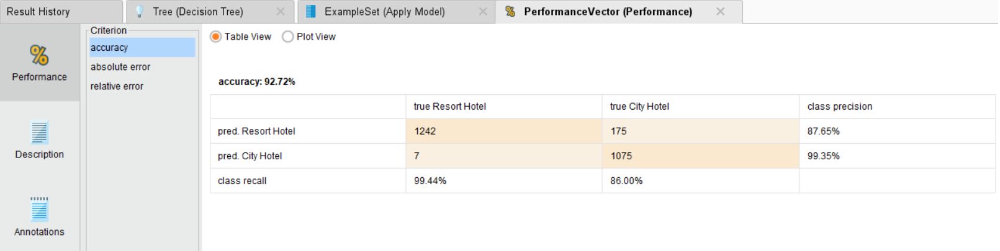 Result History
Tree (Decision Tree)
ExampleSet (Apply Model)
PerformanceVector (Performance)
Performance
Description
Annotations
Criterion
accuracy
absolute error
relative error
Table View Plot View
accuracy: 92.72%
true Resort Hotel true City Hotel class precision
pred. Resort Hotel 1242 175 87.65%
pred. City Hotel 7 1075 99.35%
class recall 99.44% 86.00%